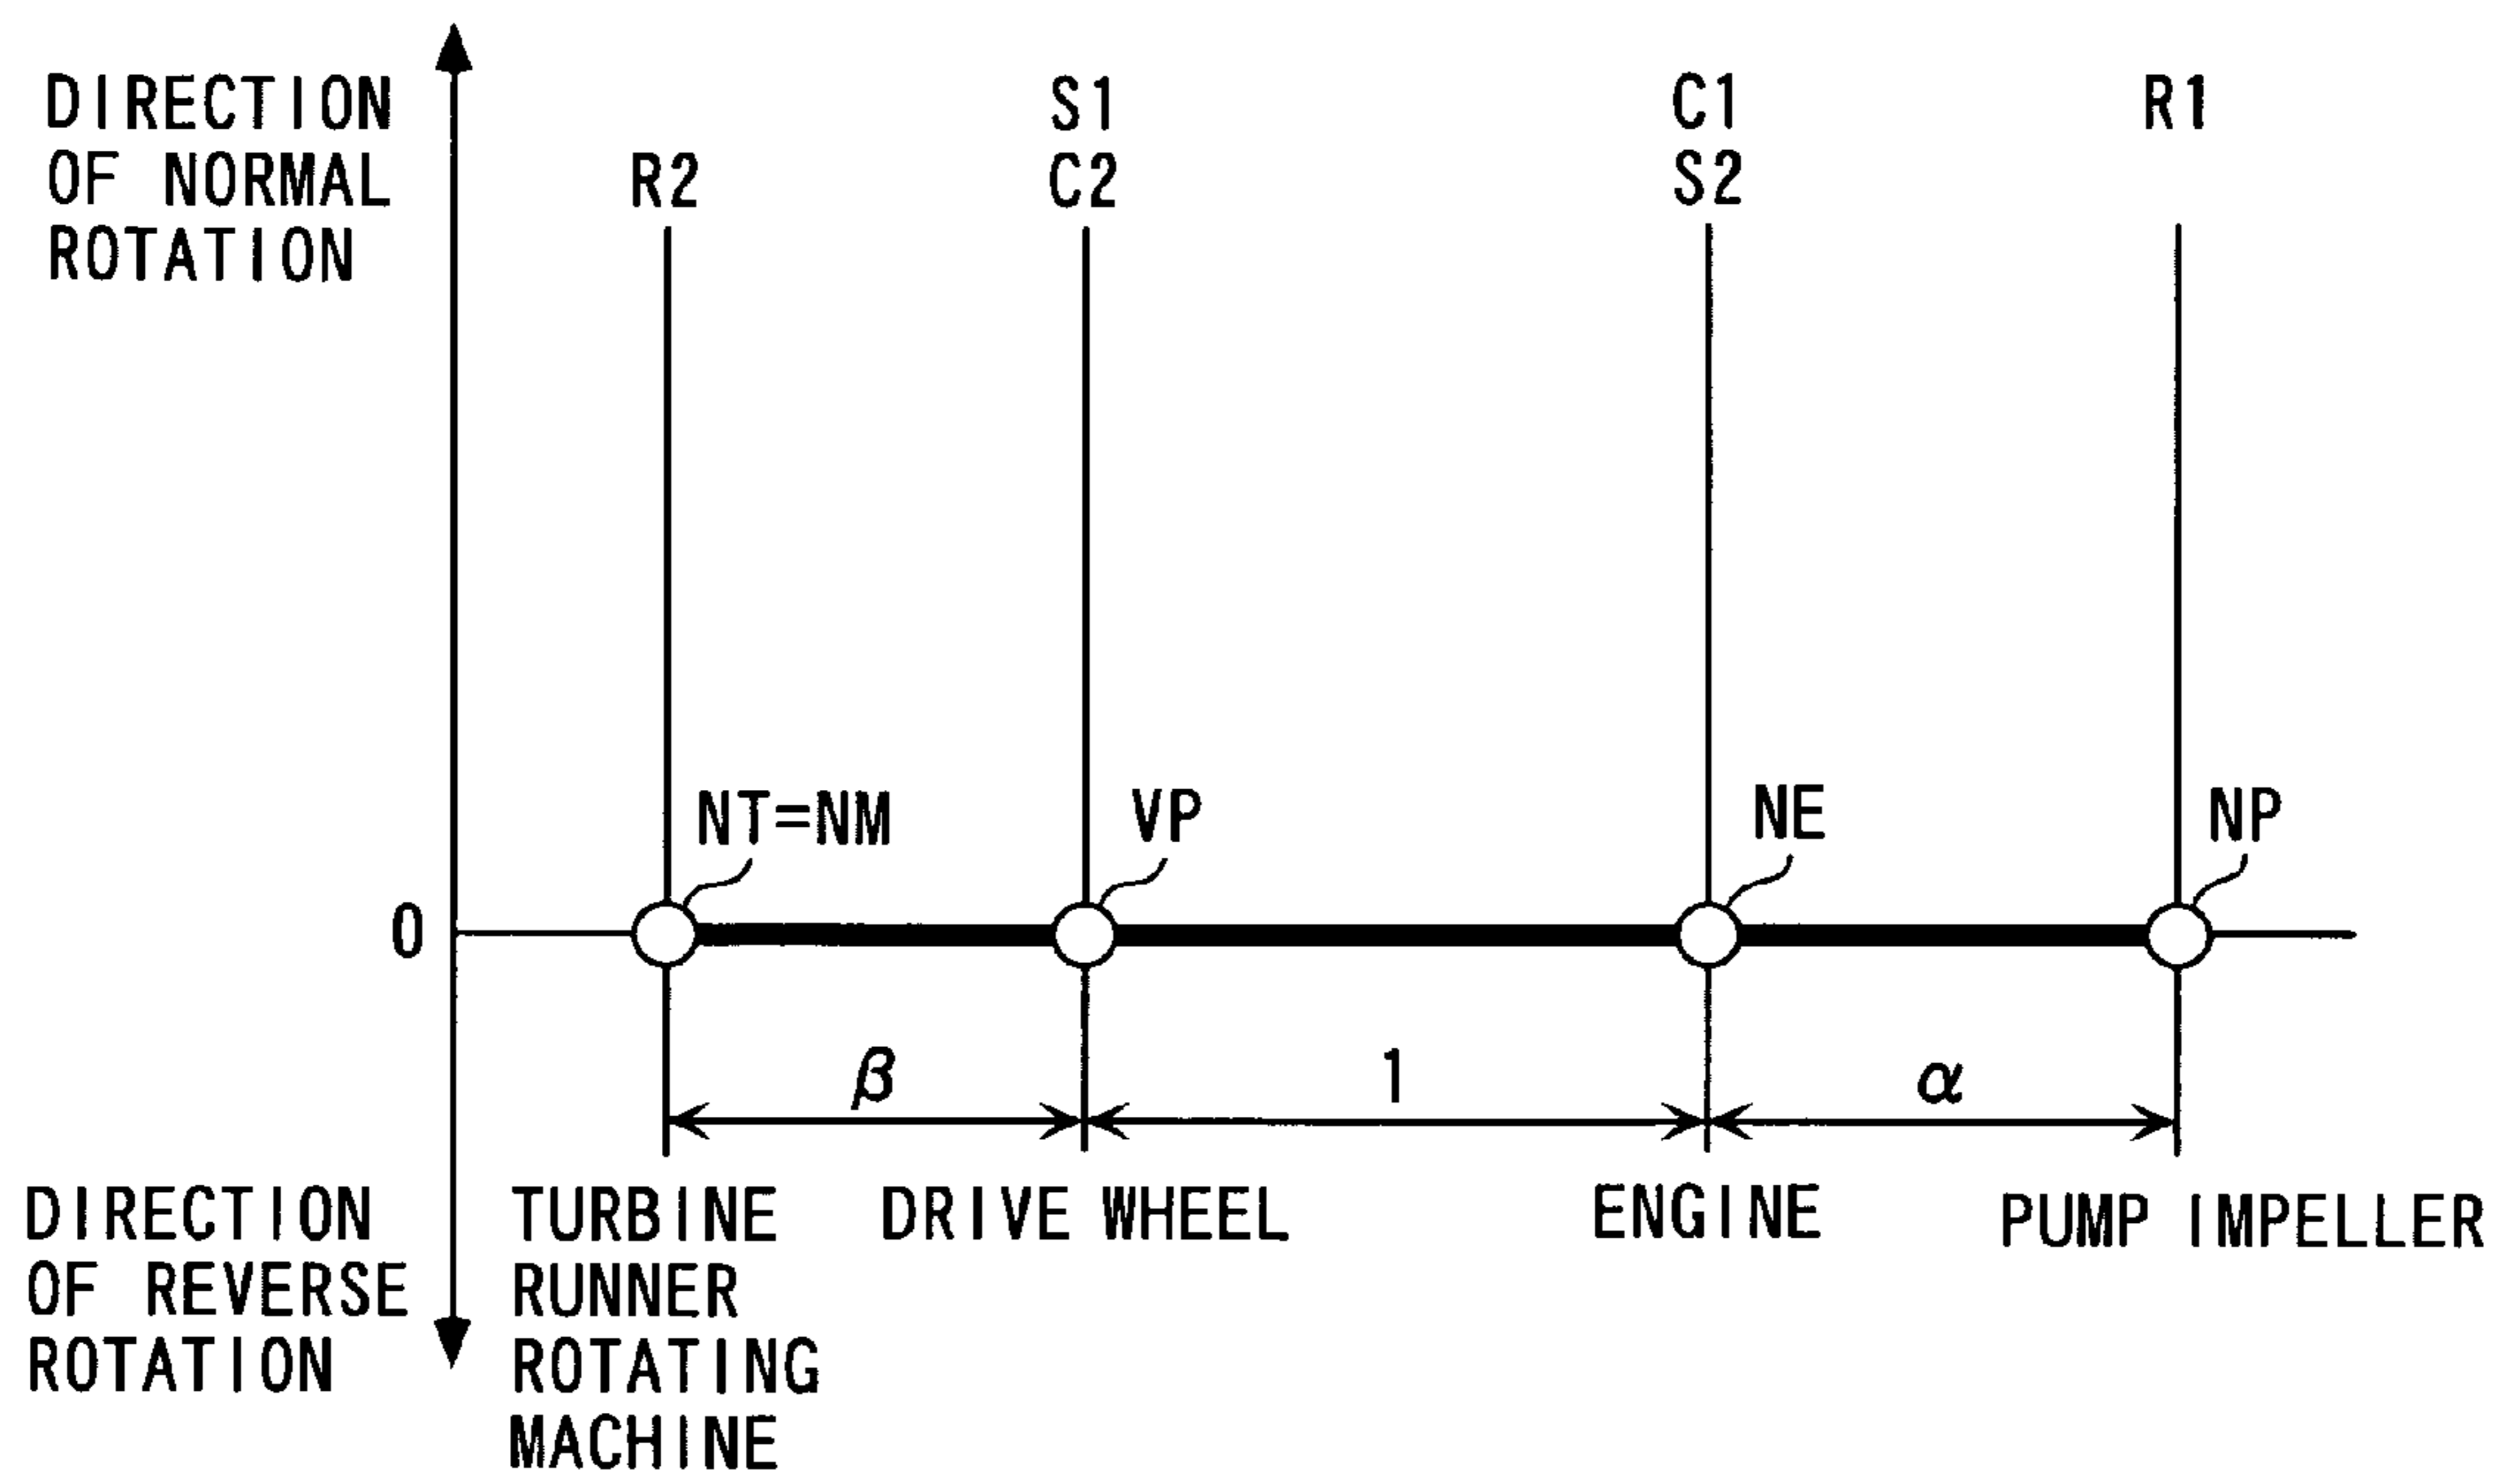 DIRECTION
OF NORMAL
ROTATION
R2
S1
C2
C1
S2
R1
NT=NM
VP
NE
NP
0
β
1
α
DIRECTION
OF REVERSE
ROTATION
TURBINE
RUNNER
ROTATING
MACHINE
DRIVE WHEEL
ENGINE
PUMP IMPELLER